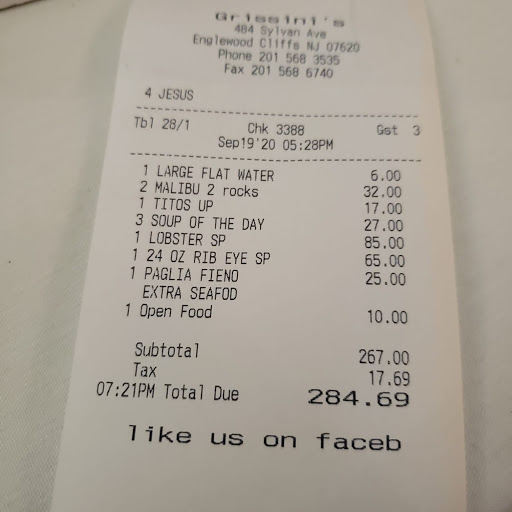 Grissini's
484 Sylvan Ave
Englewood Cliffs NJ 07620
Phone 201 568 3535
Fax 201 568 6740
4 JESUS
Tbl 28/1 Chk 3388 Gst 3
Sep19'20 05:28PM
1 LARGE FLAT WATER 6.00
2 MALIBU 2 rocks 32.00
1 TITOS UP 17.00
3 SOUP OF THE DAY 27.00
1 LOBSTER SP 85.00
1 24 OZ RIB EYE SP 65.00
1 PAGLIA FIENO 25.00
EXTRA SEAFOD
1 Open Food 10.00
Subtotal 267.00
Tax 17.69
07:21PM Total Due 284.69
like us on faceb